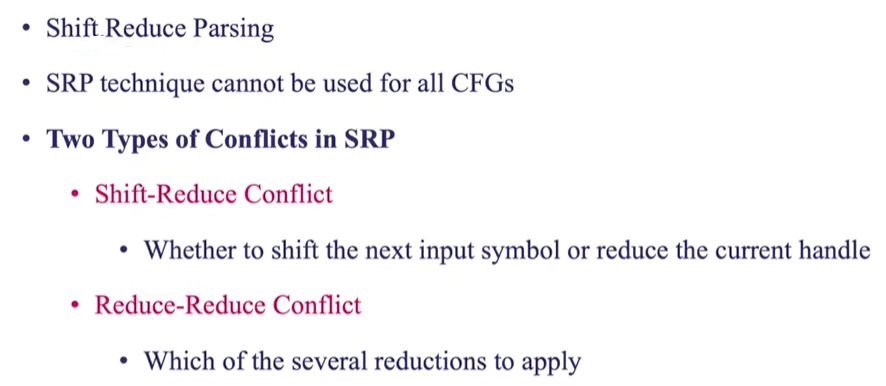 • Shift Reduce Parsing
• SRP technique cannot be used for all CFGs
• Two Types of Conflicts in SRP
• Shift-Reduce Conflict
• Whether to shift the next input symbol or reduce the current handle
• Reduce-Reduce Conflict
• Which of the several reductions to apply